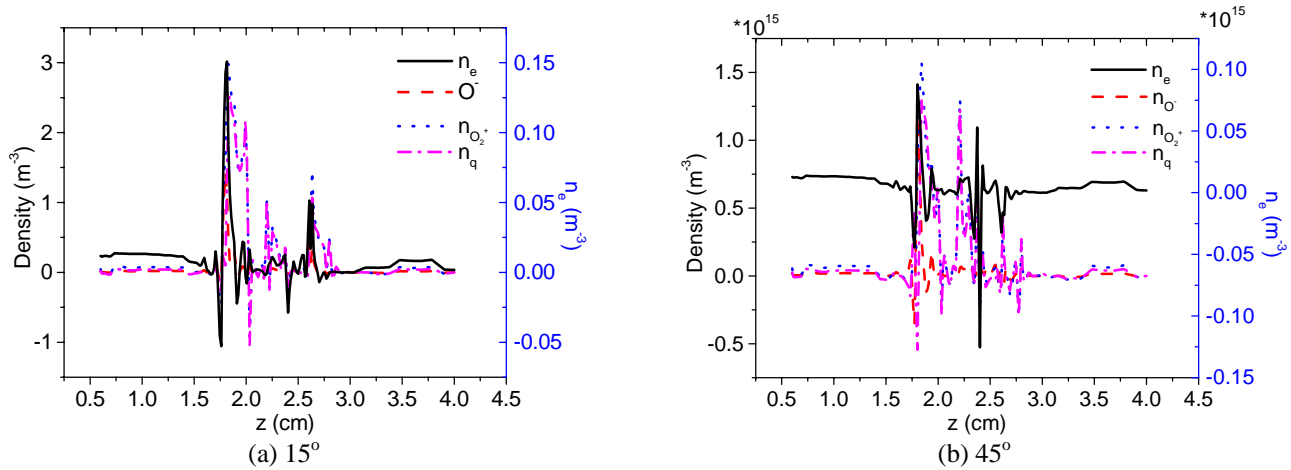 *10^15
*10^15
3
2
1
0
-1
Density (m^-3)
0.15
0.10
0.05
0.00
-0.05
n_e (m^-3)
n_e
O^-
n_O_2^+
n_q
0.5 1.0 1.5 2.0 2.5 3.0 3.5 4.0 4.5
z (cm)
(a) 15^o
1.5
1.0
0.5
0.0
-0.5
Density (m^-3)
0.10
0.05
0.00
-0.05
-0.10
-0.15
n_e (m^-3)
n_e
n_O^-
n_O_2^+
n_q
0.5 1.0 1.5 2.0 2.5 3.0 3.5 4.0 4.5
z (cm)
(b) 45^o